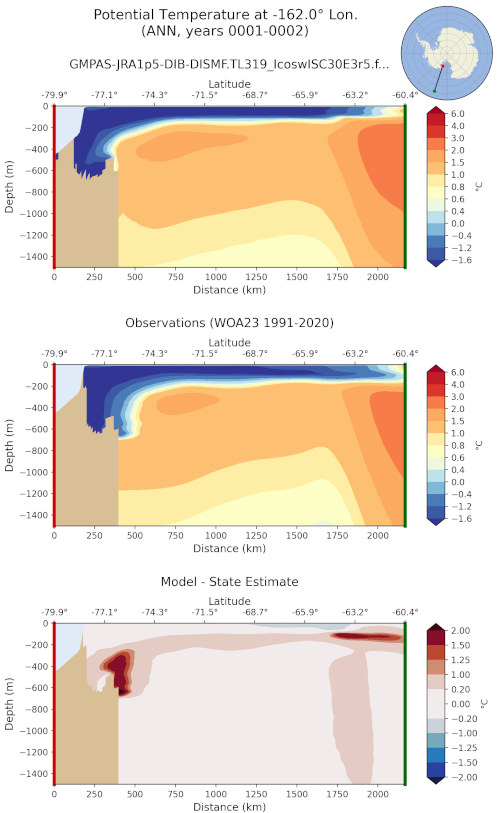 Potential Temperature at -162.0° Lon.
(ANN, years 0001-0002)
GMPAS-JRA1p5-DIB-DISMF.TL319_IcoswISC30E3r5.f...
Latitude
-79.9° -77.1° -74.3° -71.5° -68.7° -65.9° -63.2° -60.4°
0
−200
−400
−600
−800
−1000
−1200
−1400
Depth (m)
0 250 500 750 1000 1250 1500 1750 2000
Distance (km)
6.0
3.0
2.0
1.5
1.0
0.8
0.6
0.4
0.0
−0.4
−1.2
−1.6
°C
Observations (WOA23 1991-2020)
Latitude
-79.9° -77.1° -74.3° -71.5° -68.7° -65.9° -63.2° -60.4°
0
−200
−400
−600
−800
−1000
−1200
−1400
Depth (m)
0 250 500 750 1000 1250 1500 1750 2000
Distance (km)
6.0
3.0
2.0
1.5
1.0
0.8
0.6
0.4
0.0
−0.4
−1.2
−1.6
°C
Model - State Estimate
Latitude
-79.9° -77.1° -74.3° -71.5° -68.7° -65.9° -63.2° -60.4°
0
−200
−400
−600
−800
−1000
−1200
−1400
Depth (m)
0 250 500 750 1000 1250 1500 1750 2000
Distance (km)
2.00
1.50
1.25
1.00
0.20
0.00
−0.20
−1.00
−1.25
−1.50
−2.00
°C